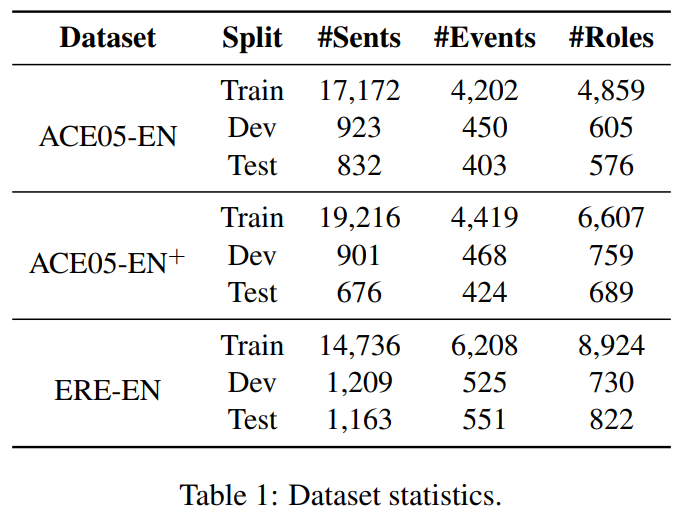 Dataset Split #Sents #Events #Roles
Train 17,172 4,202 4,859
ACE05-EN Dev 923 450 605
Test 832 403 576
Train 19,216 4,419 6,607
ACE05-EN+ Dev 901 468 759
Test 676 424 689
Train 14,736 6,208 8,924
ERE-EN Dev 1,209 525 730
Test 1,163 551 822
Table 1: Dataset statistics.